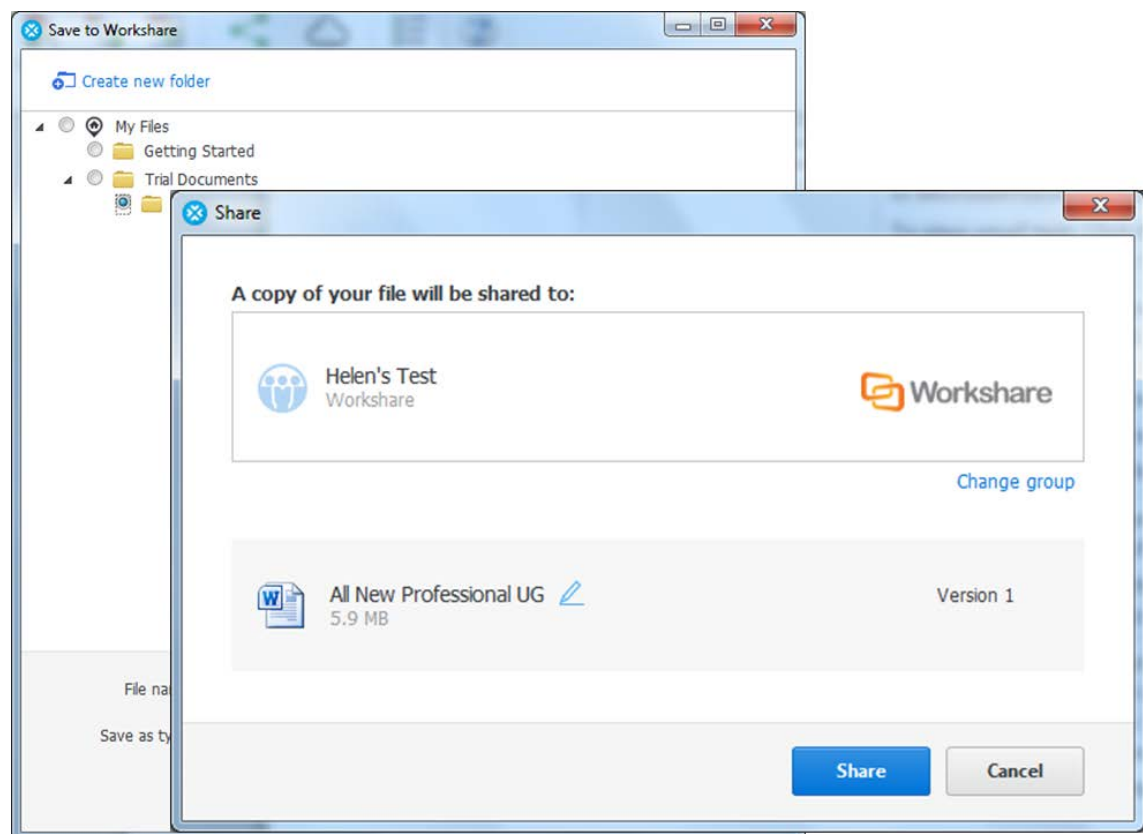 Save to Workshare
Create new folder
My Files
Getting Started
Trial Documents
Share
A copy of your file will be shared to:
Helen's Test
Workshare
Workshare
Change group
All New Professional UG
5.9 MB
Version 1
File na
Save as ty
Share
Cancel